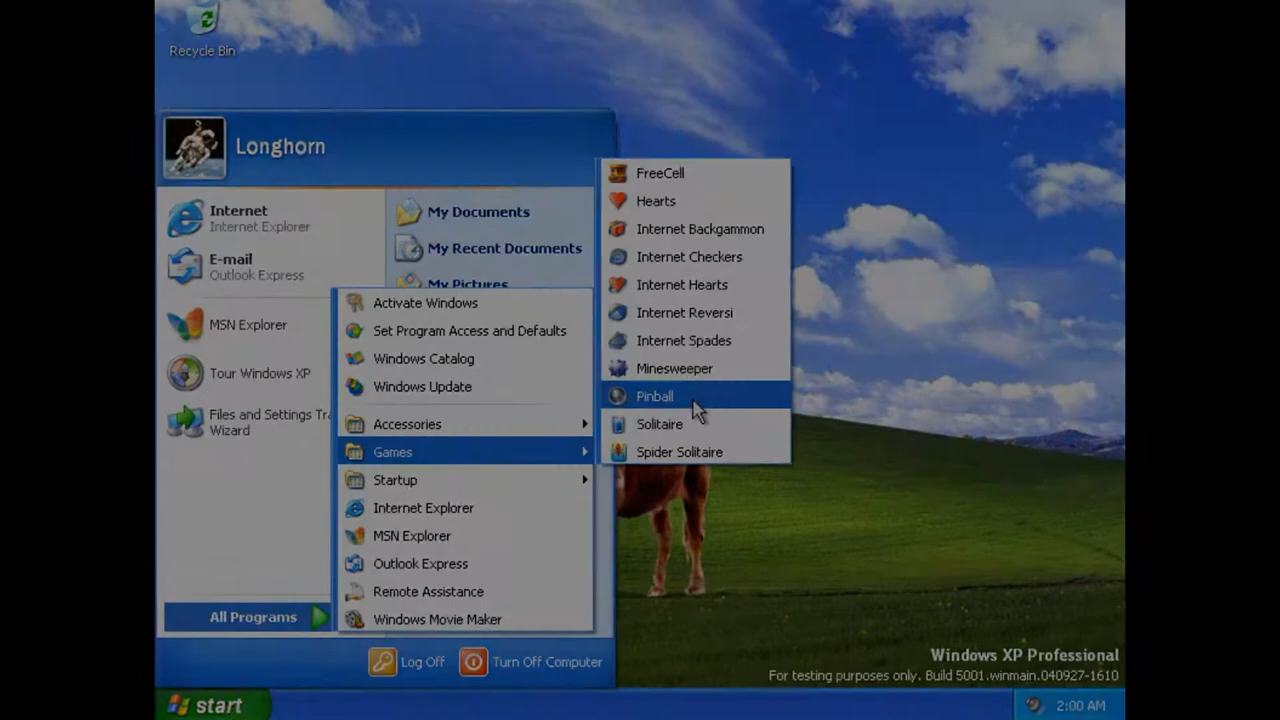 Recycle Bin
Longhorn
Internet
Internet Explorer
E-mail
Outlook Express
MSN Explorer
Tour Windows XP
Files and Settings Tra
Wizard
All Programs
My Documents
My Recent Documents
My Pictures
Activate Windows
Set Program Access and Defaults
Windows Catalog
Windows Update
Accessories
Games
Startup
Internet Explorer
MSN Explorer
Outlook Express
Remote Assistance
Windows Movie Maker
FreeCell
Hearts
Internet Backgammon
Internet Checkers
Internet Hearts
Internet Reversi
Internet Spades
Minesweeper
Pinball
Solitaire
Spider Solitaire
Log Off
Turn Off Computer
Windows XP Professional
For testing purposes only. Build 5001.winmain.040927-1610
start
2:00 AM